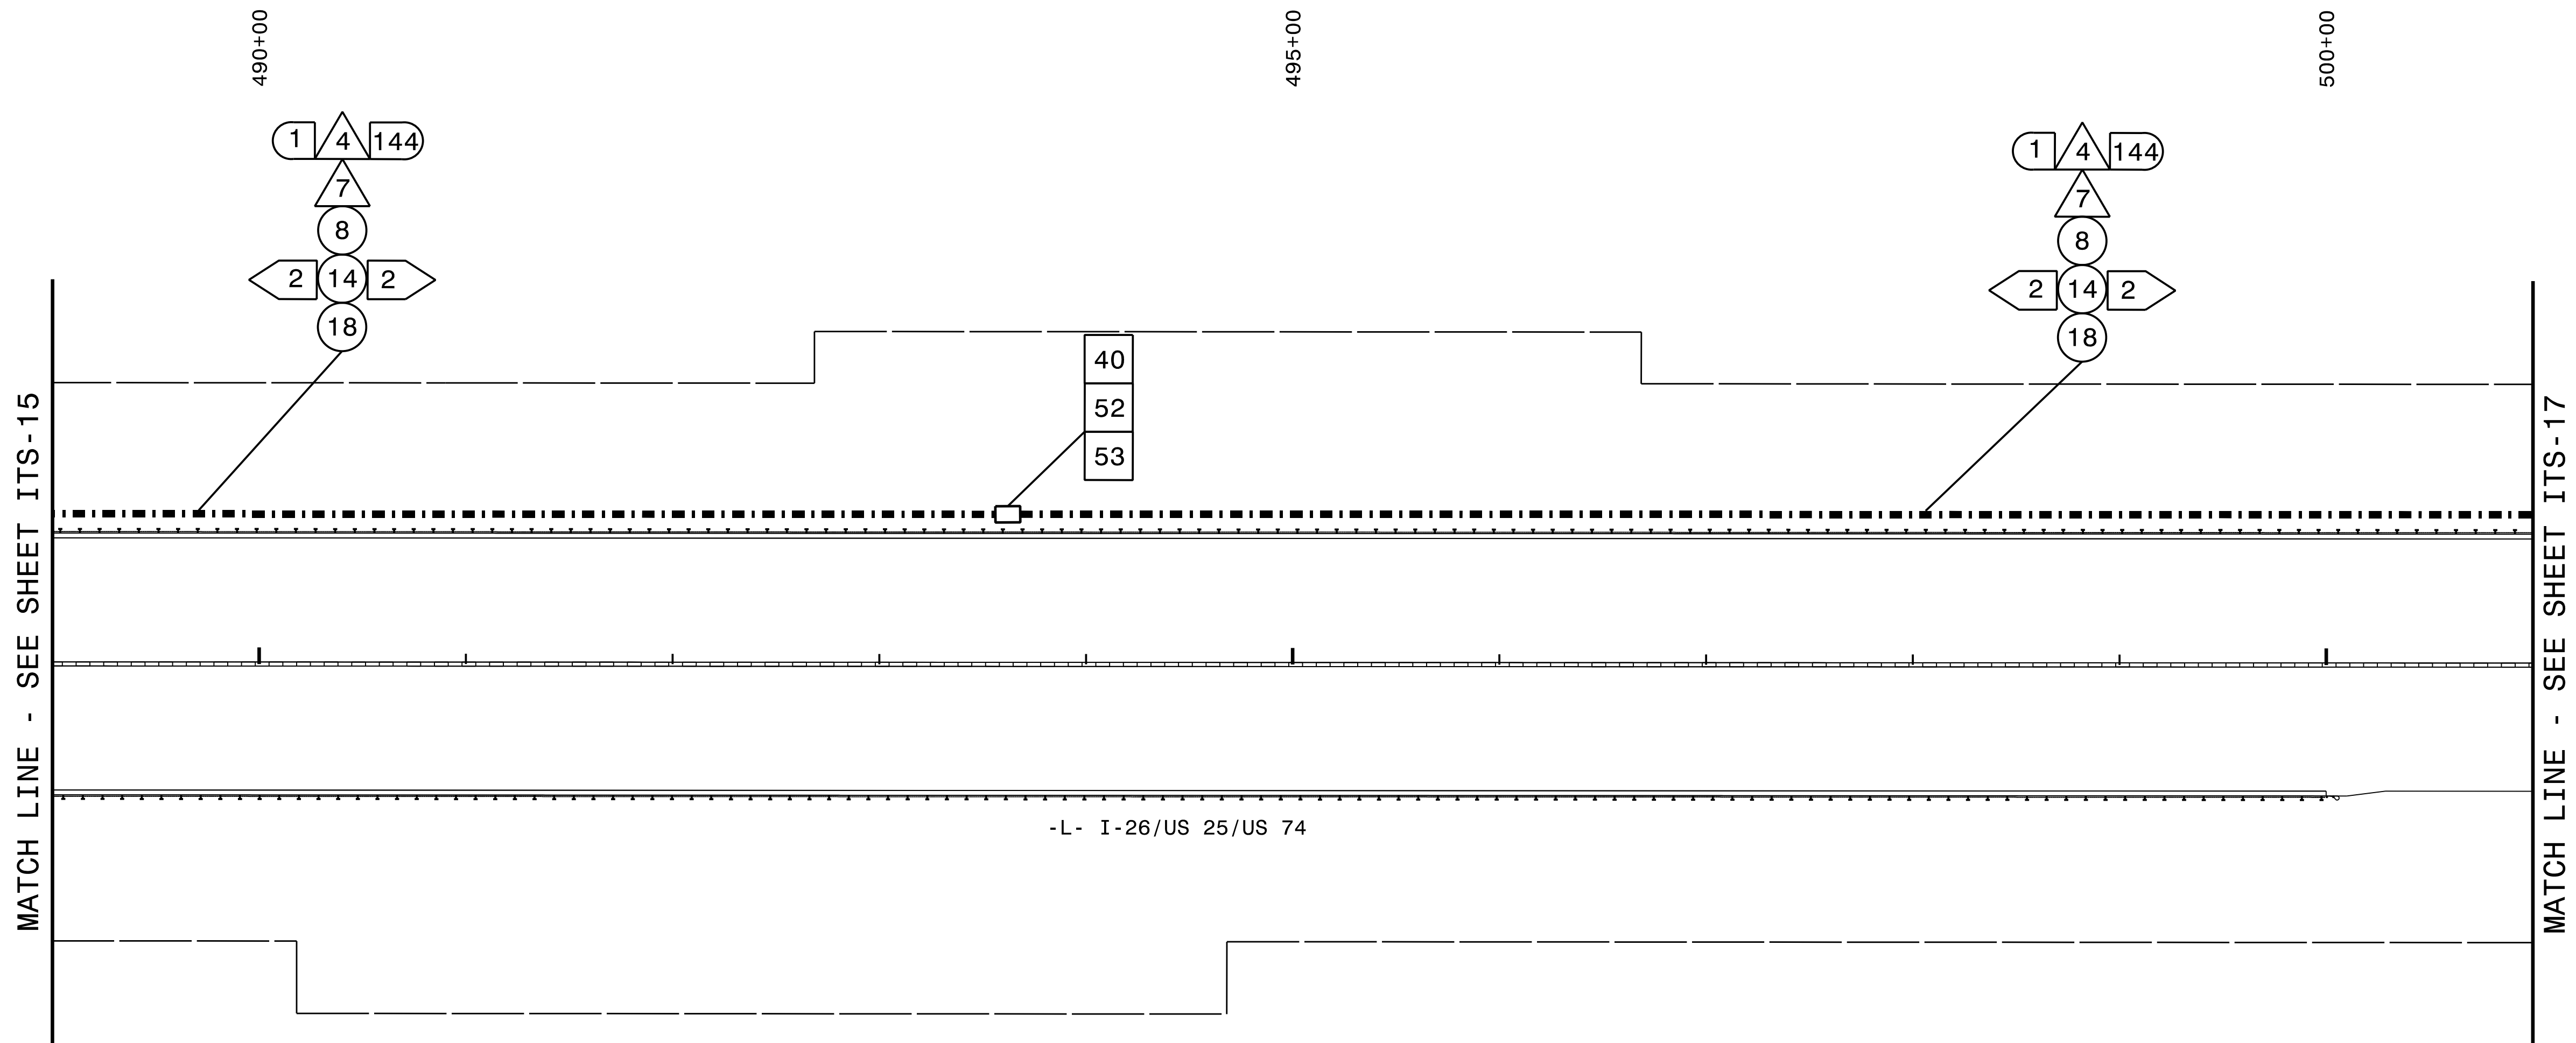 490+00
495+00
500+00
1 4 144
7
8
2 14 2
18
1 4 144
7
8
2 14 2
18
40
52
53
MATCH LINE - SEE SHEET ITS-15
MATCH LINE - SEE SHEET ITS-17
-L- I-26/US 25/US 74